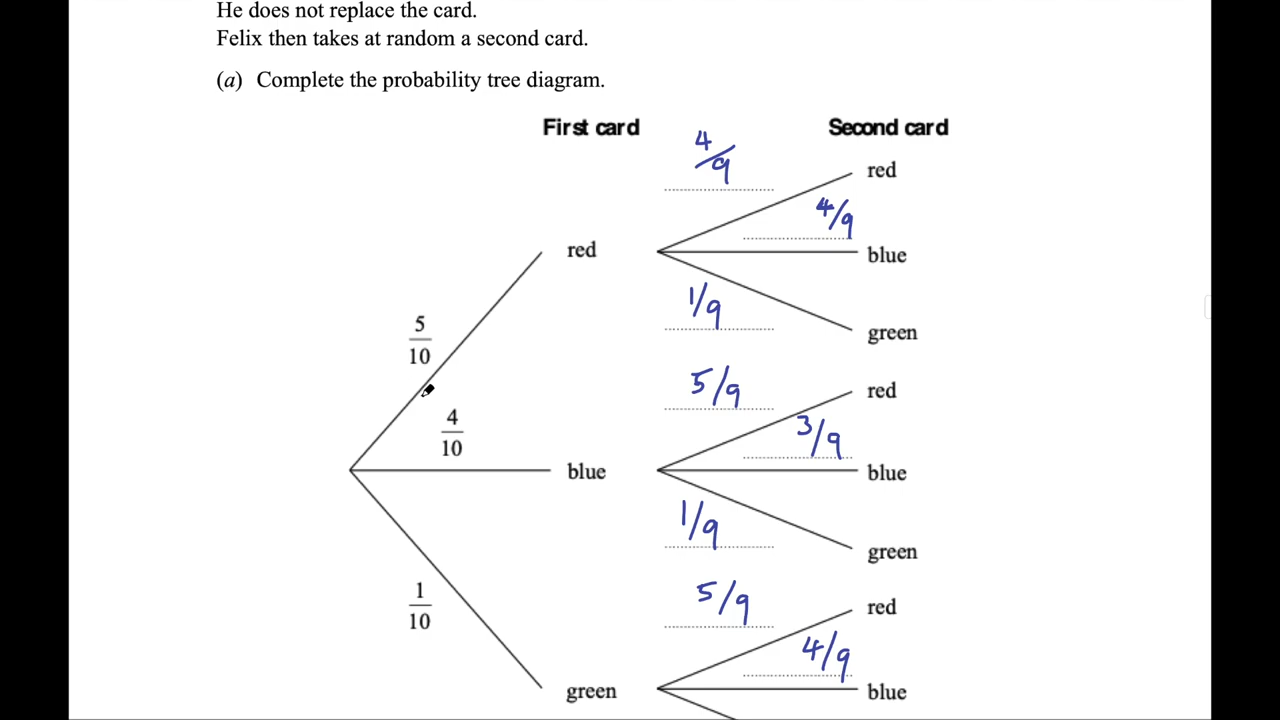 He does not replace the card.
Felix then takes at random a second card.
(a) Complete the probability tree diagram.
First card
Second card
4/9
red
4/9
red
blue
1/9
green
5/10
5/9
red
4/10
3/9
blue
blue
1/9
green
1/10
5/9
red
4/9
green
blue